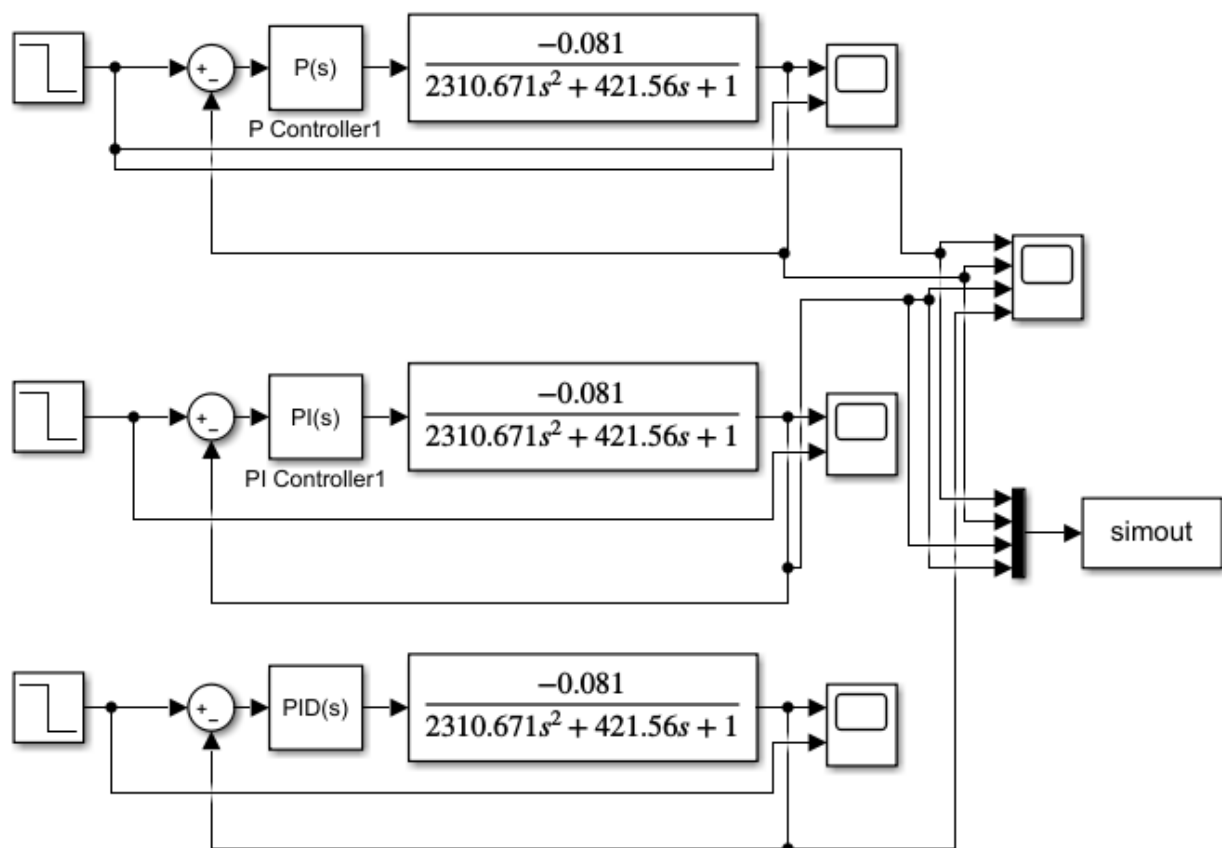 +
−
P(s)
−0.081
2310.671s² + 421.56s + 1
P Controller1
+
−
PI(s)
−0.081
2310.671s² + 421.56s + 1
PI Controller1
simout
+
−
PID(s)
−0.081
2310.671s² + 421.56s + 1